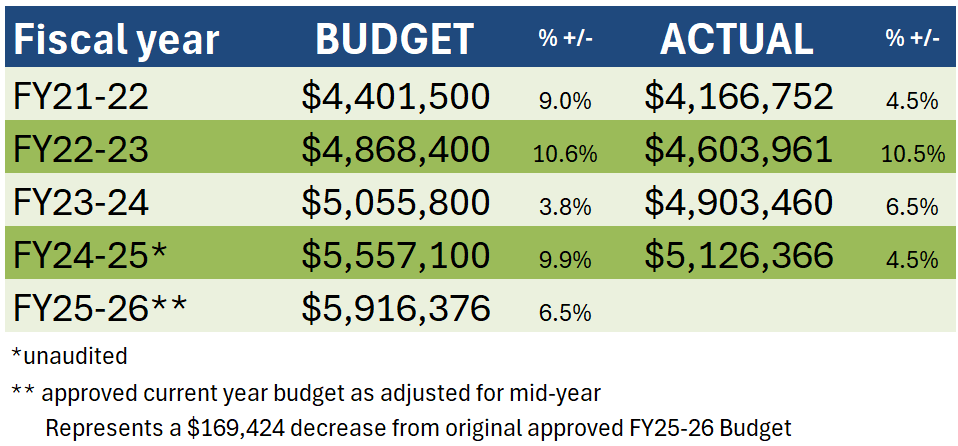 Fiscal year BUDGET % +/- ACTUAL % +/-
FY21-22 $4,401,500 9.0% $4,166,752 4.5%
FY22-23 $4,868,400 10.6% $4,603,961 10.5%
FY23-24 $5,055,800 3.8% $4,903,460 6.5%
FY24-25* $5,557,100 9.9% $5,126,366 4.5%
FY25-26** $5,916,376 6.5%
*unaudited
** approved current year budget as adjusted for mid-year
Represents a $169,424 decrease from original approved FY25-26 Budget